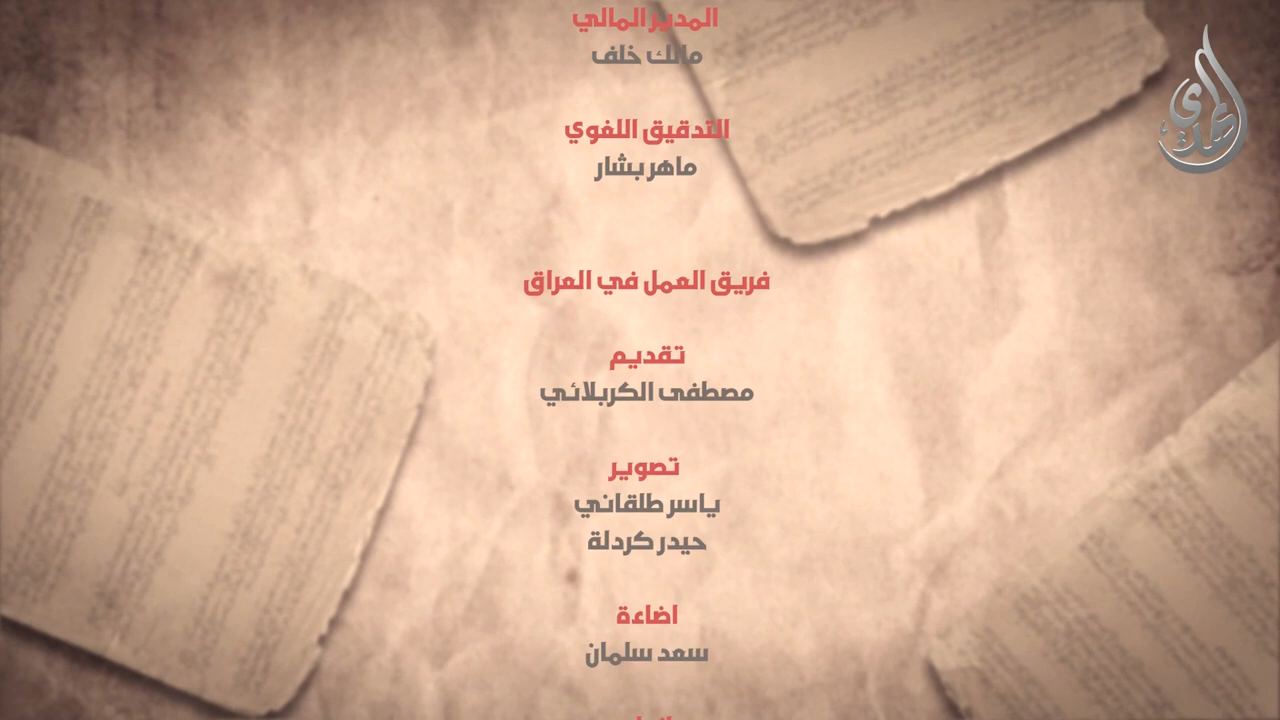 المدير المالي
مالك خلف
التدقيق اللغوي
ماهر بشار
فريق العمل في العراق
تقديم
مصطفى الكربلائي
تصوير
ياسر طلقاني
حيدر كردلة
اضاءة
سعد سلمان